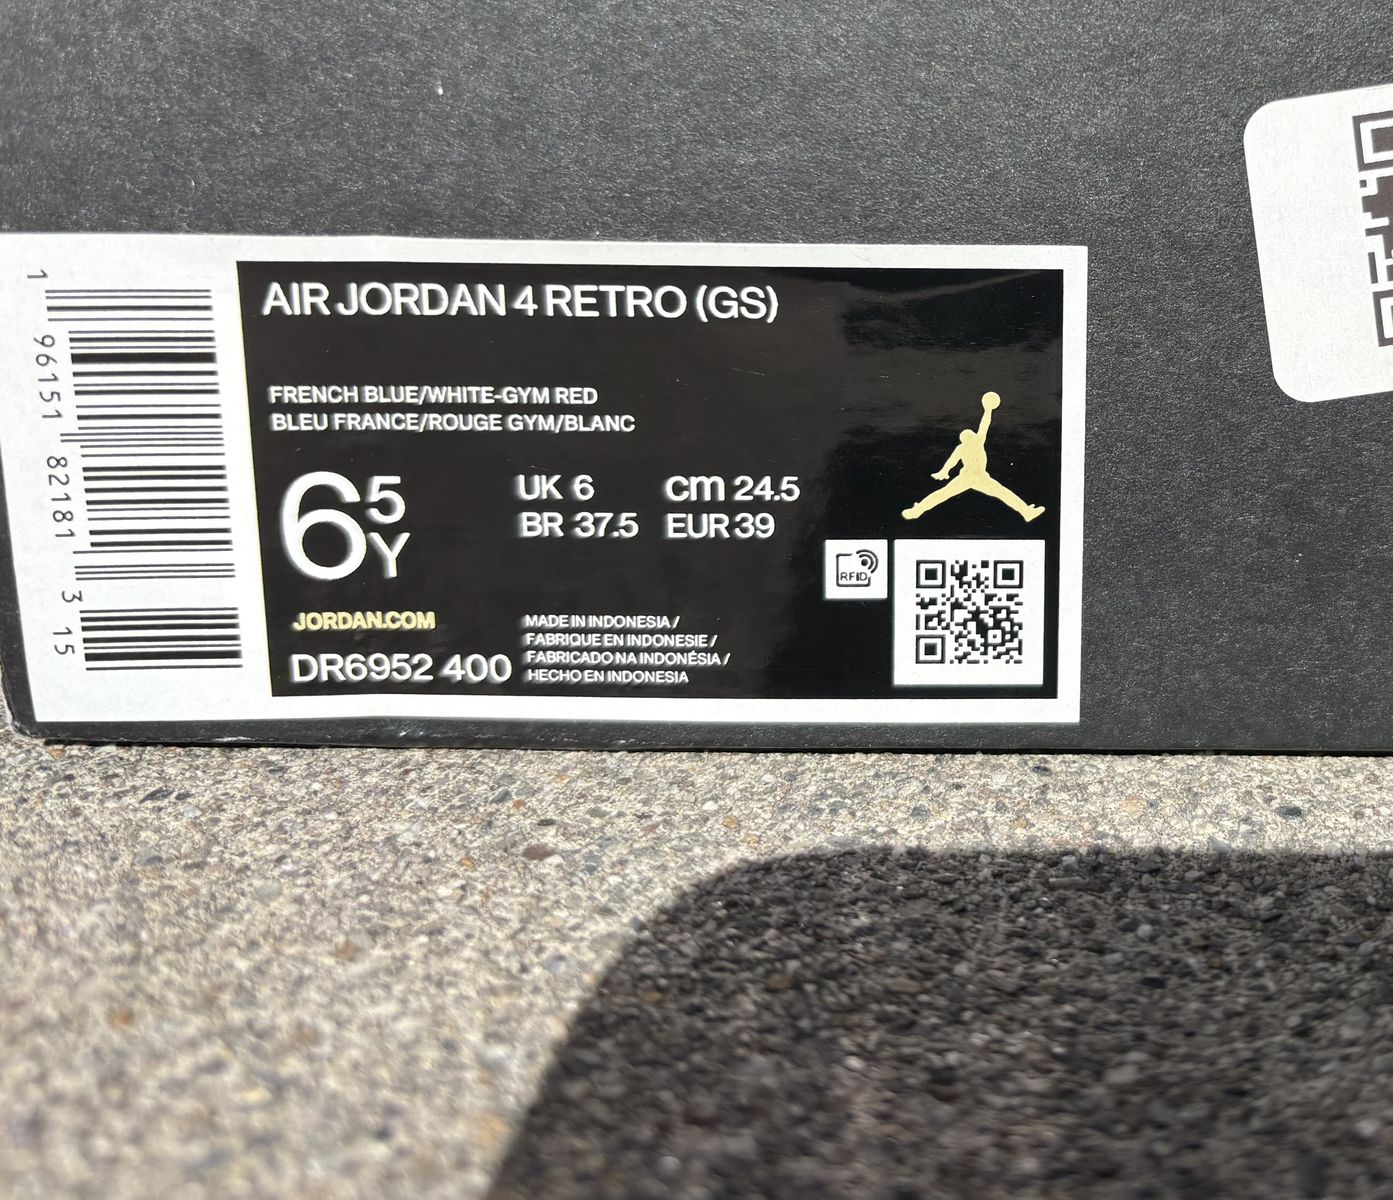 AIR JORDAN 4 RETRO (GS)
FRENCH BLUE/WHITE-GYM RED
BLEU FRANCE/ROUGE GYM/BLANC
6 5 Y
UK 6 cm 24.5
BR 37.5 EUR 39
RFID
JORDAN.COM
DR6952 400
MADE IN INDONESIA /
FABRIQUE EN INDONESIE /
FABRICADO NA INDONÉSIA /
HECHO EN INDONESIA
1 96151 82181 3 15